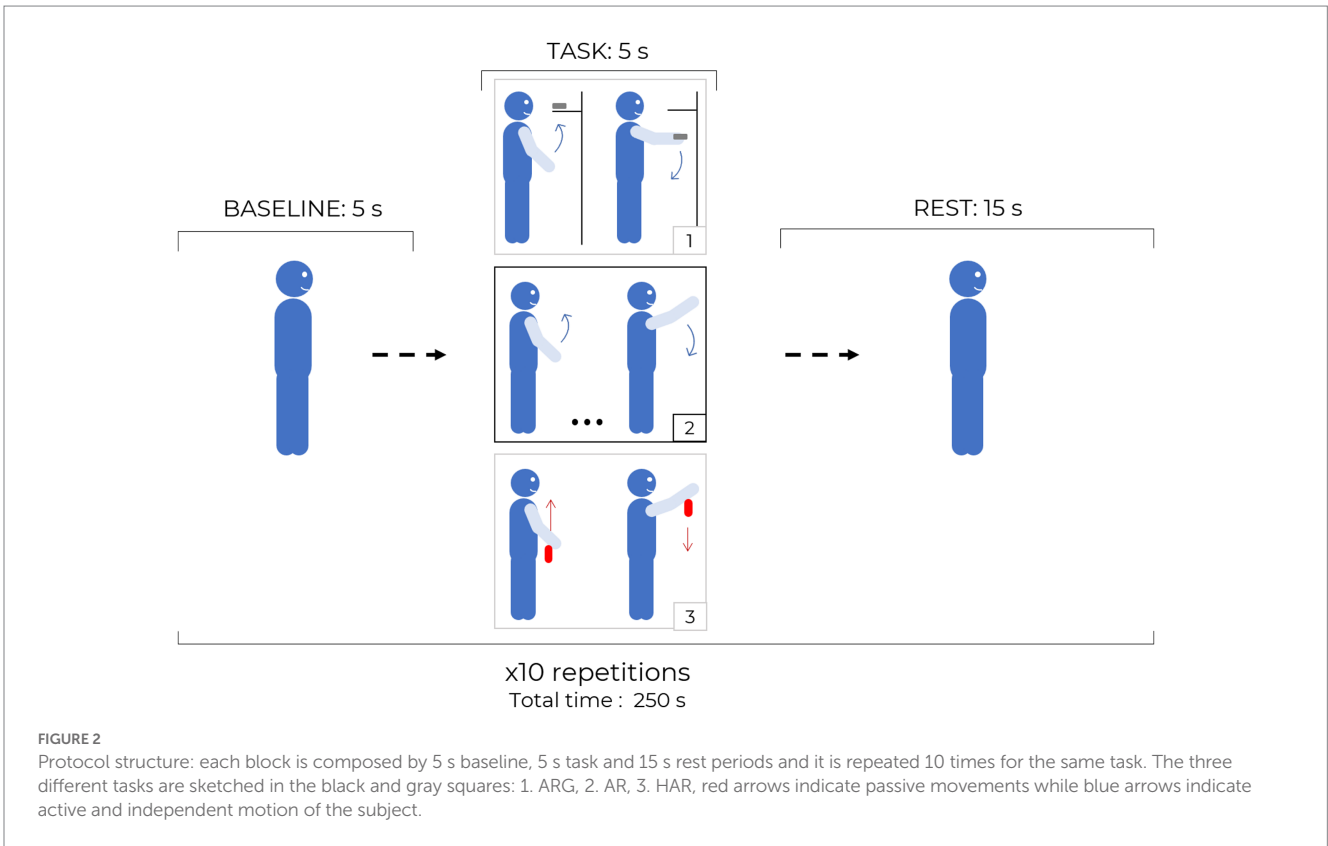 TASK: 5 s
BASELINE: 5 s
REST: 15 s
1
2
3
x10 repetitions
Total time : 250 s
FIGURE 2
Protocol structure: each block is composed by 5 s baseline, 5 s task and 15 s rest periods and it is repeated 10 times for the same task. The three
different tasks are sketched in the black and gray squares: 1. ARG, 2. AR, 3. HAR, red arrows indicate passive movements while blue arrows indicate
active and independent motion of the subject.